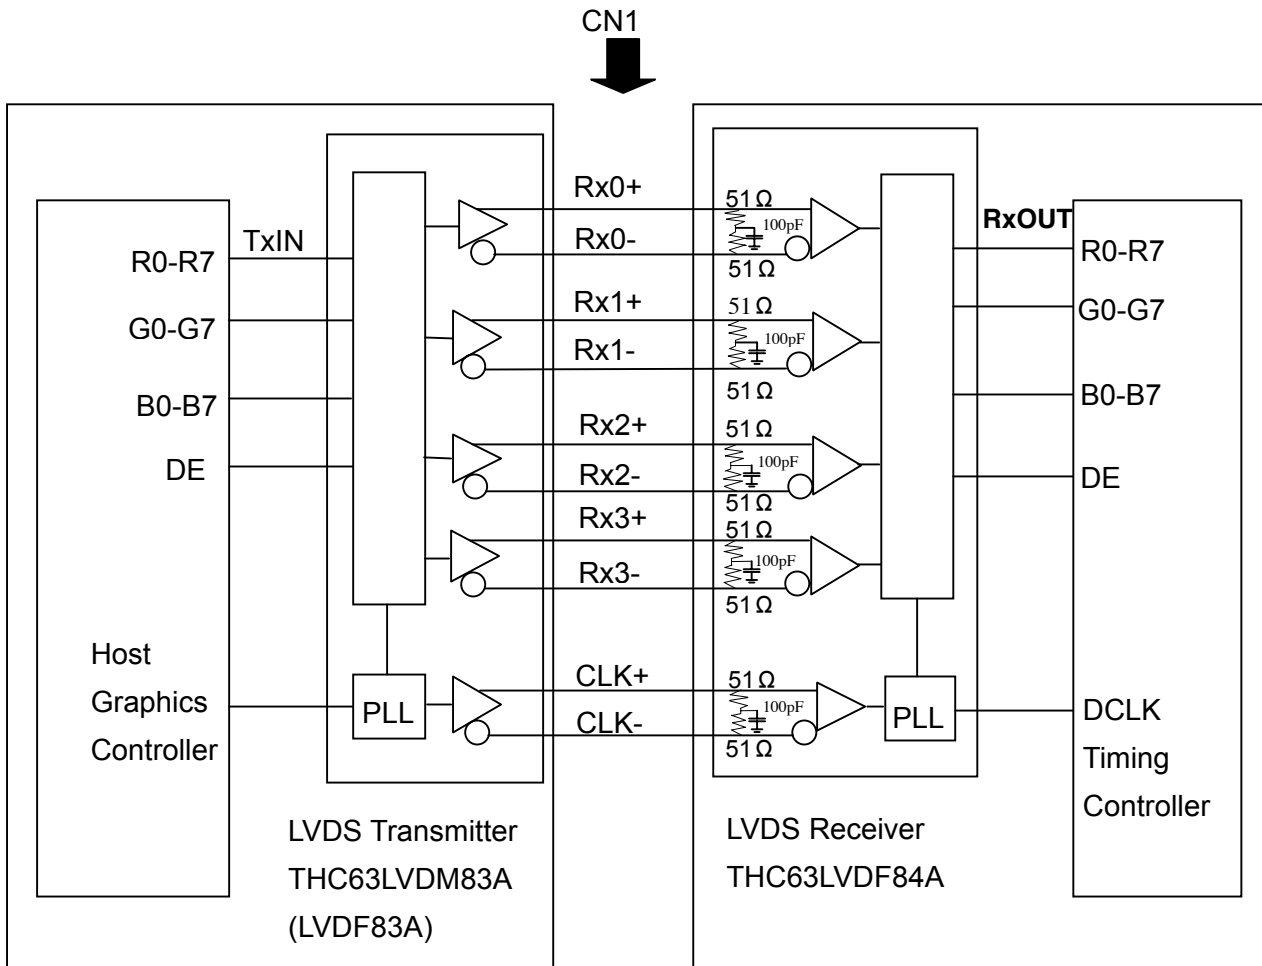 CN1
R0-R7
G0-G7
B0-B7
DE
Host
Graphics
Controller
TxIN
PLL
LVDS Transmitter
THC63LVDM83A
(LVDF83A)
Rx0+
Rx0-
Rx1+
Rx1-
Rx2+
Rx2-
Rx3+
Rx3-
CLK+
CLK-
51Ω
100pF
51Ω
51Ω
100pF
51Ω
51Ω
100pF
51Ω
51Ω
100pF
51Ω
51Ω
100pF
51Ω
PLL
LVDS Receiver
THC63LVDF84A
RxOUT
R0-R7
G0-G7
B0-B7
DE
DCLK
Timing
Controller